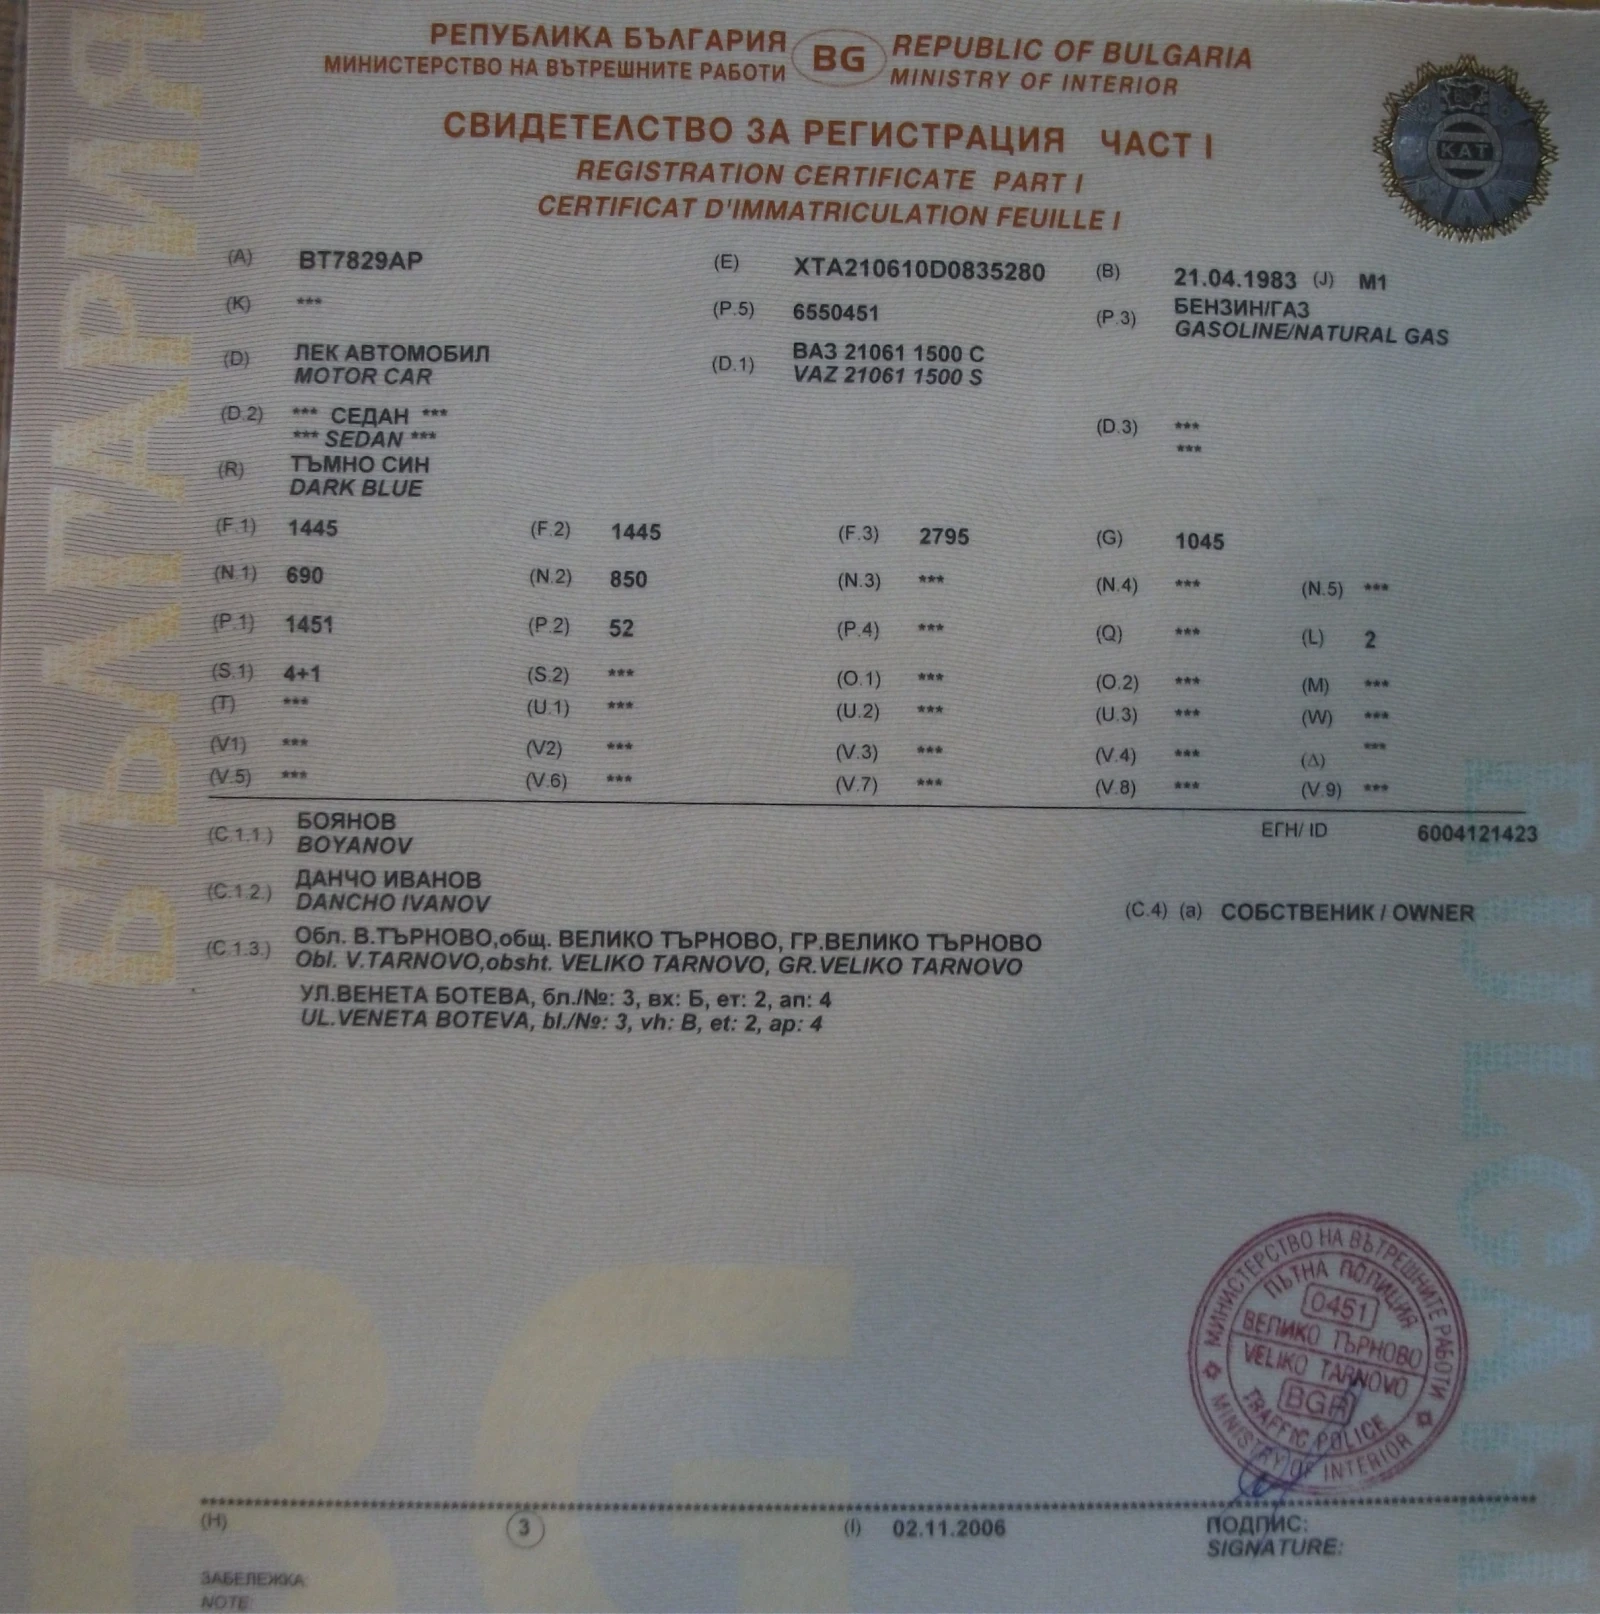 РЕПУБЛИКА БЪЛГАРИЯ BG REPUBLIC OF BULGARIA
МИНИСТЕРСТВО НА ВЪТРЕШНИТЕ РАБОТИ MINISTRY OF INTERIOR
СВИДЕТЕЛСТВО ЗА РЕГИСТРАЦИЯ ЧАСТ I
REGISTRATION CERTIFICATE PART I
CERTIFICAT D'IMMATRICULATION FEUILLE I
КАТ
(A) ВТ7829АР (E) XTA210610D0835280 (B) 21.04.1983 (J) M1
(K) *** (P.5) 6550451 (P.3) БЕНЗИН/ГАЗ
GASOLINE/NATURAL GAS
(D) ЛЕК АВТОМОБИЛ (D.1) ВАЗ 21061 1500 С
MOTOR CAR VAZ 21061 1500 S
(D.2) *** СЕДАН *** (D.3) ***
*** SEDAN *** ***
(R) ТЪМНО СИН
DARK BLUE
(F.1) 1445 (F.2) 1445 (F.3) 2795 (G) 1045
(N.1) 690 (N.2) 850 (N.3) *** (N.4) *** (N.5) ***
(P.1) 1451 (P.2) 52 (P.4) *** (Q) *** (L) 2
(S.1) 4+1 (S.2) *** (O.1) *** (O.2) *** (M) ***
(T) *** (U.1) *** (U.2) *** (U.3) *** (W) ***
(V1) *** (V2) *** (V.3) *** (V.4) *** (Δ) ***
(V.5) *** (V.6) *** (V.7) *** (V.8) *** (V.9) ***
(C.1.1.) БОЯНОВ ЕГН/ ID 6004121423
BOYANOV
(C.1.2.) ДАНЧО ИВАНОВ
DANCHO IVANOV (C.4) (a) СОБСТВЕНИК / OWNER
(C.1.3.) Обл. В.ТЪРНОВО,общ. ВЕЛИКО ТЪРНОВО, ГР.ВЕЛИКО ТЪРНОВО
Obl. V.TARNOVO,obsht. VELIKO TARNOVO, GR.VELIKO TARNOVO
УЛ.ВЕНЕТА БОТЕВА, бл./№: 3, вх: Б, ет: 2, ап: 4
UL.VENETA BOTEVA, bl./№: 3, vh: B, et: 2, ap: 4
МИНИСТЕРСТВО НА ВЪТРЕШНИТЕ РАБОТИ
ПЪТНА ПОЛИЦИЯ
0451
ВЕЛИКО ТЪРНОВО
VELIKO TARNOVO
BGR
TRAFFIC POLICE
MINISTRY OF INTERIOR
(H) 3 (I) 02.11.2006 ПОДПИС:
SIGNATURE:
ЗАБЕЛЕЖКА
NOTE:
БЪЛГАРИЯ
BULGARI
BG